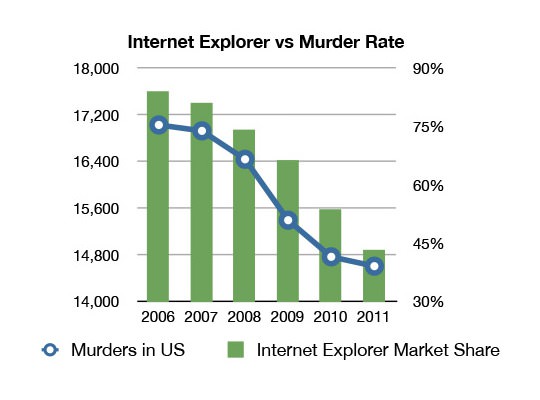 Internet Explorer vs Murder Rate
18,000 90%
17,200 75%
16,400 60%
15,600 45%
14,800
14,000 30%
2006 2007 2008 2009 2010 2011
Murders in US Internet Explorer Market Share